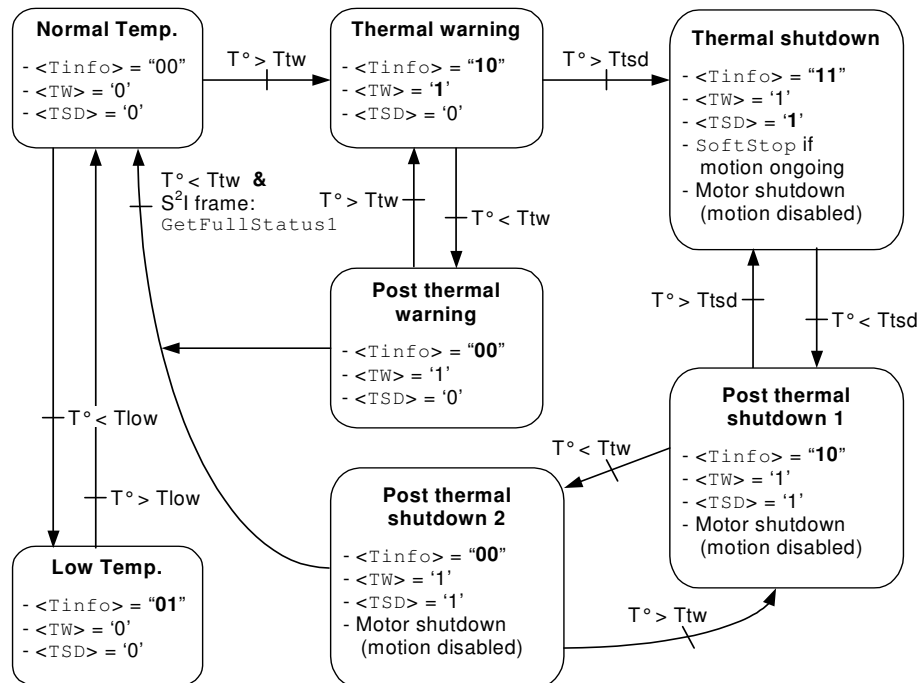 Normal Temp.
- <Tinfo> = “00”
- <TW> = ‘0’
- <TSD> = ‘0’
T° > Ttw
Thermal warning
- <Tinfo> = “10”
- <TW> = ‘1’
- <TSD> = ‘0’
T° > Ttsd
Thermal shutdown
- <Tinfo> = “11”
- <TW> = ‘1’
- <TSD> = ‘1’
- SoftStop if
motion ongoing
- Motor shutdown
(motion disabled)
T° < Ttw &
S²I frame:
GetFullStatus1
T° > Ttw
T° < Ttw
Post thermal
warning
- <Tinfo> = “00”
- <TW> = ‘1’
- <TSD> = ‘0’
T° > Ttsd
T° < Ttsd
Post thermal
shutdown 1
- <Tinfo> = “10”
- <TW> = ‘1’
- <TSD> = ‘1’
- Motor shutdown
(motion disabled)
T° < Tlow
T° > Tlow
T° < Ttw
Post thermal
shutdown 2
- <Tinfo> = “00”
- <TW> = ‘1’
- <TSD> = ‘1’
- Motor shutdown
(motion disabled)
T° > Ttw
Low Temp.
- <Tinfo> = “01”
- <TW> = ‘0’
- <TSD> = ‘0’